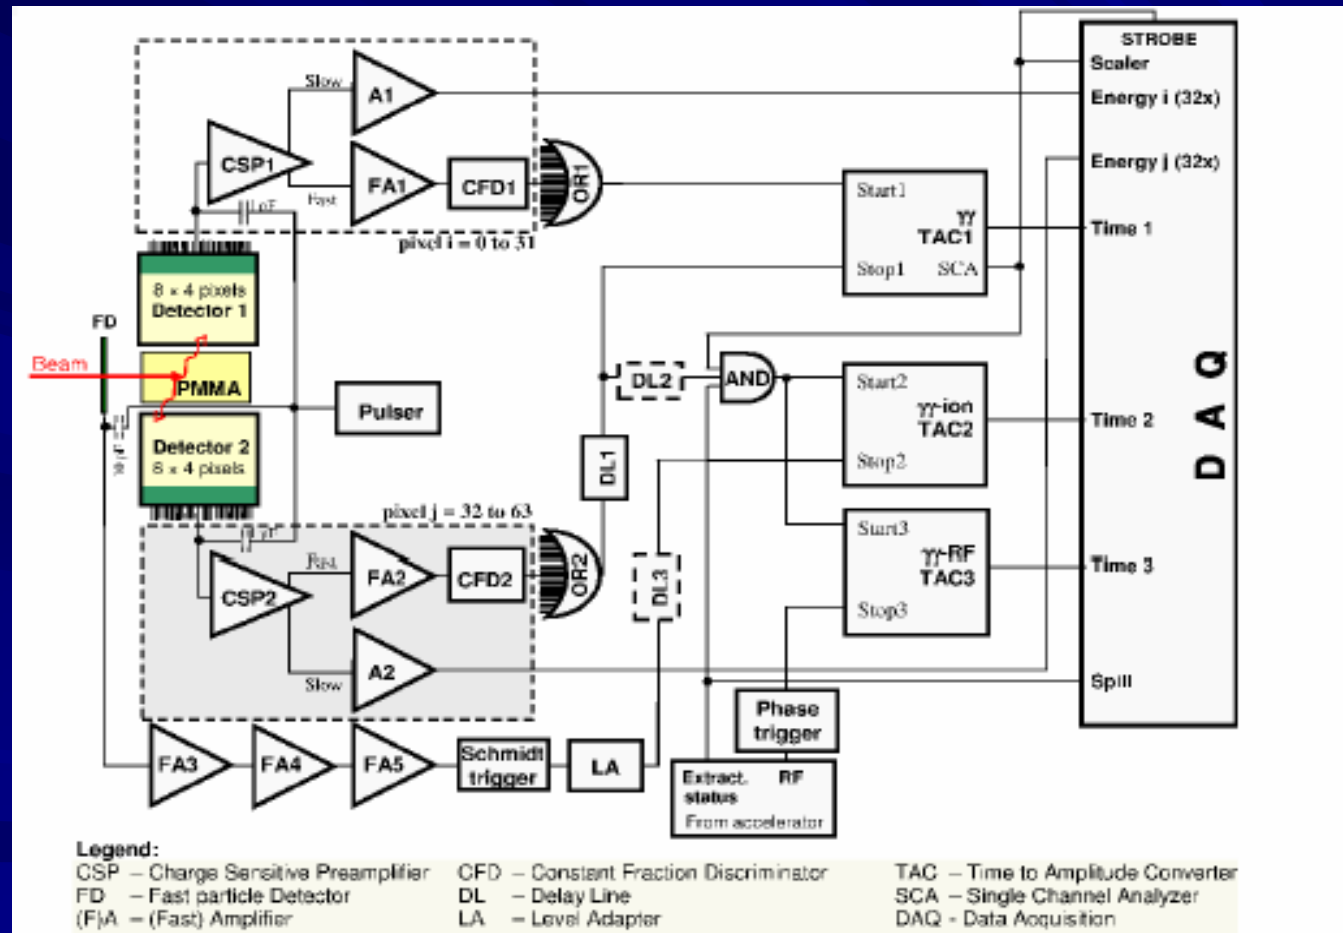 STROBE
Scaler
Energy i (32x)
Energy j (32x)
Time 1
Time 2
Time 3
Spill
D A Q
Slow
A1
CSP1
Fast
FA1
CFD1
OR1
pixel i = 0 to 31
8 × 4 pixels
Detector 1
FD
Beam
PMMA
Detector 2
8 × 4 pixels
Pulser
pixel j = 32 to 63
Fast
FA2
CFD2
OR2
CSP2
Slow
A2
FA3
FA4
FA5
Schmidt
trigger
LA
DL1
DL2
DL3
AND
Start1
γγ
TAC1
Stop1 SCA
Start2
γγ-ion
TAC2
Stop2
Start3
γγ-RF
TAC3
Stop3
Phase
trigger
Extract. RF
status
From accelerator
Legend:
CSP – Charge Sensitive Preamplifier CFD – Constant Fraction Discriminator TAC – Time to Amplitude Converter
FD – Fast particle Detector DL – Delay Line SCA – Single Channel Analyzer
(F)A – (Fast) Amplifier LA – Level Adapter DAQ - Data Acquisition